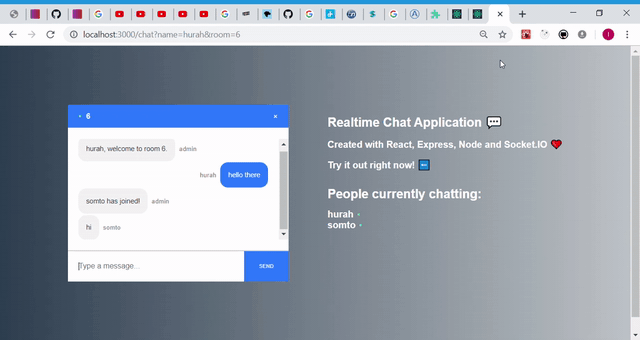 localhost:3000/chat?name=hurah&room=6
6
hurah, welcome to room 6. admin
hurah hello there
somto has joined! admin
hi somto
Type a message...
SEND
Realtime Chat Application
Created with React, Express, Node and Socket.IO
Try it out right now!
People currently chatting:
hurah
somto